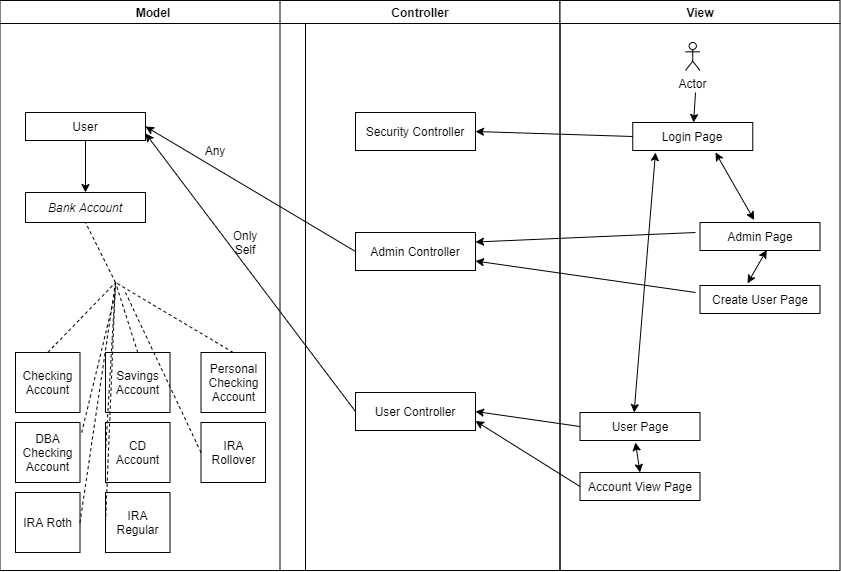 Model
Controller
View
Actor
User
Security Controller
Login Page
Any
Bank Account
Only
Self
Admin Controller
Admin Page
Create User Page
Checking
Account
Savings
Account
Personal
Checking
Account
User Controller
User Page
DBA
Checking
Account
CD
Account
IRA
Rollover
Account View Page
IRA Roth
IRA
Regular